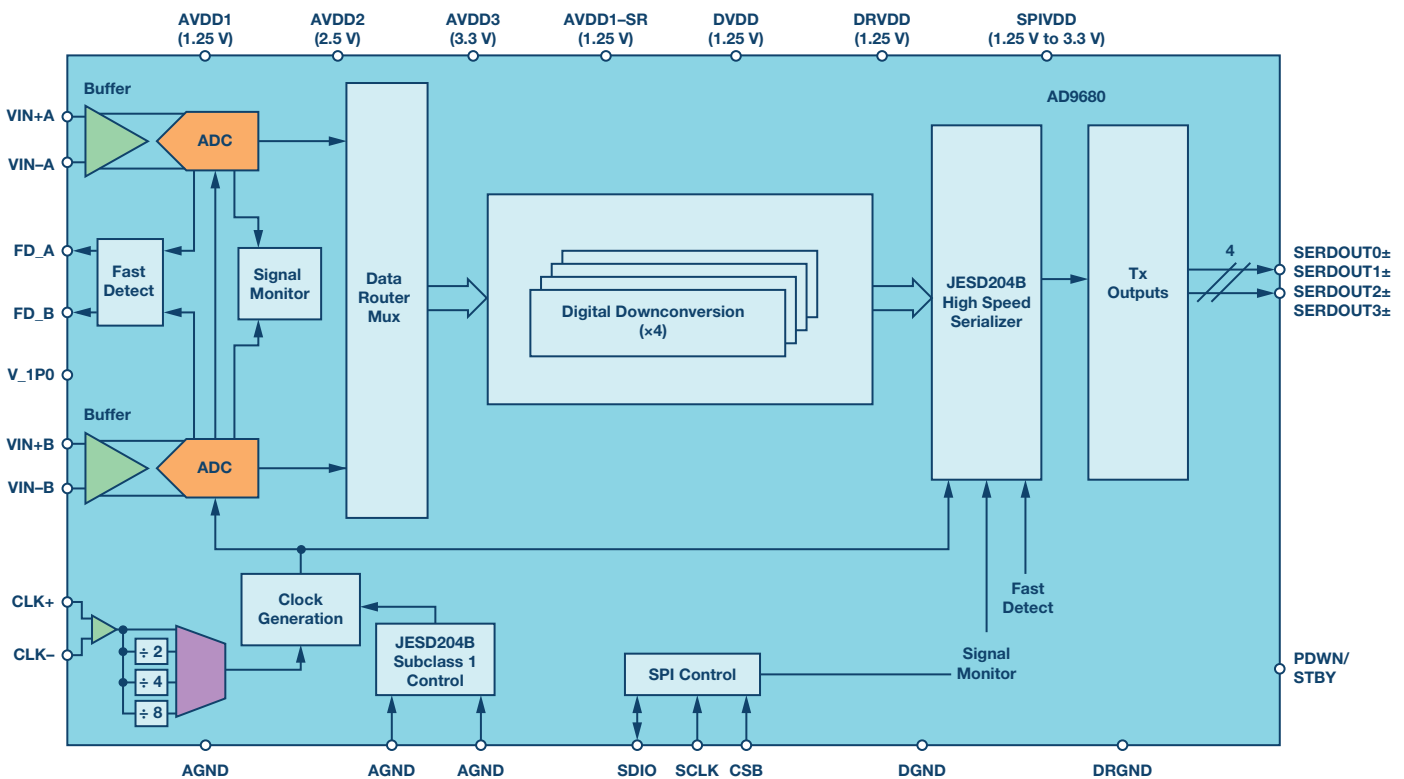 AVDD1
(1.25 V)
AVDD2
(2.5 V)
AVDD3
(3.3 V)
AVDD1–SR
(1.25 V)
DVDD
(1.25 V)
DRVDD
(1.25 V)
SPIVDD
(1.25 V to 3.3 V)
AD9680
Buffer
VIN+A
VIN–A
ADC
FD_A
FD_B
Fast
Detect
Signal
Monitor
V_1P0
Buffer
VIN+B
VIN–B
ADC
Data
Router
Mux
Digital Downconversion
(×4)
JESD204B
High Speed
Serializer
Tx
Outputs
4
SERDOUT0±
SERDOUT1±
SERDOUT2±
SERDOUT3±
Fast
Detect
Signal
Monitor
CLK+
CLK–
÷ 2
÷ 4
÷ 8
Clock
Generation
JESD204B
Subclass 1
Control
SPI Control
PDWN/
STBY
AGND
AGND
AGND
SDIO
SCLK
CSB
DGND
DRGND